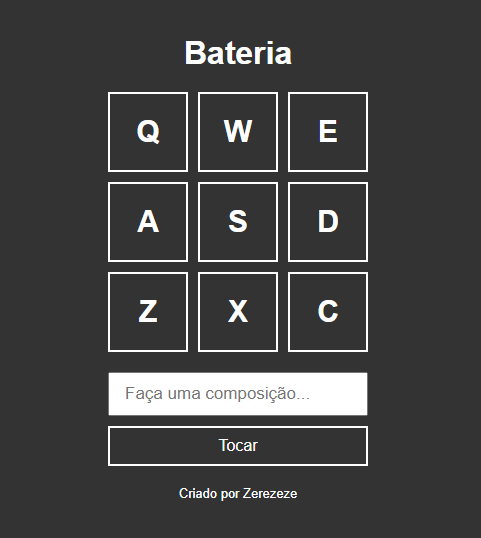 Bateria
Q W E
A S D
Z X C
Faça uma composição...
Tocar
Criado por Zerezeze